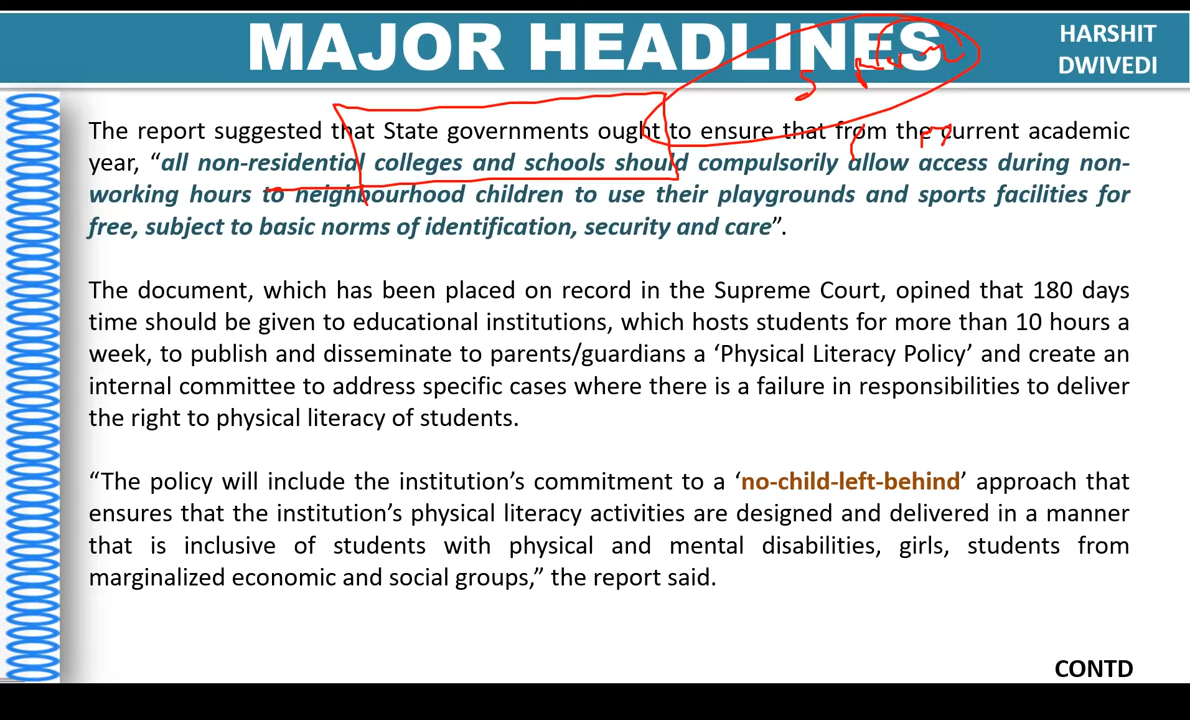 MAJOR HEADLINES
HARSHIT
DWIVEDI
The report suggested that State governments ought to ensure that from the current academic
year, “all non-residential colleges and schools should compulsorily allow access during non-
working hours to neighbourhood children to use their playgrounds and sports facilities for
free, subject to basic norms of identification, security and care”.
The document, which has been placed on record in the Supreme Court, opined that 180 days
time should be given to educational institutions, which hosts students for more than 10 hours a
week, to publish and disseminate to parents/guardians a ‘Physical Literacy Policy’ and create an
internal committee to address specific cases where there is a failure in responsibilities to deliver
the right to physical literacy of students.
“The policy will include the institution’s commitment to a ‘no-child-left-behind’ approach that
ensures that the institution’s physical literacy activities are designed and delivered in a manner
that is inclusive of students with physical and mental disabilities, girls, students from
marginalized economic and social groups,” the report said.
CONTD